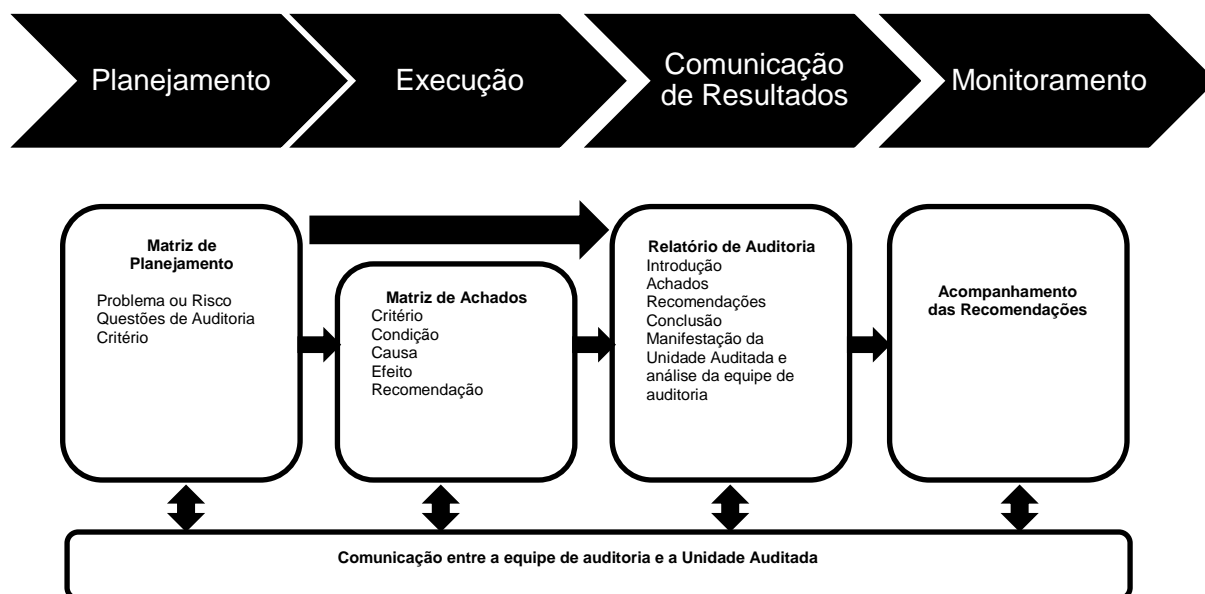 Planejamento
Execução
Comunicação
de Resultados
Monitoramento
Matriz de
Planejamento
Problema ou Risco
Questões de Auditoria
Critério
Matriz de Achados
Critério
Condição
Causa
Efeito
Recomendação
Relatório de Auditoria
Introdução
Achados
Recomendações
Conclusão
Manifestação da
Unidade Auditada e
análise da equipe de
auditoria
Acompanhamento
das Recomendações
Comunicação entre a equipe de auditoria e a Unidade Auditada